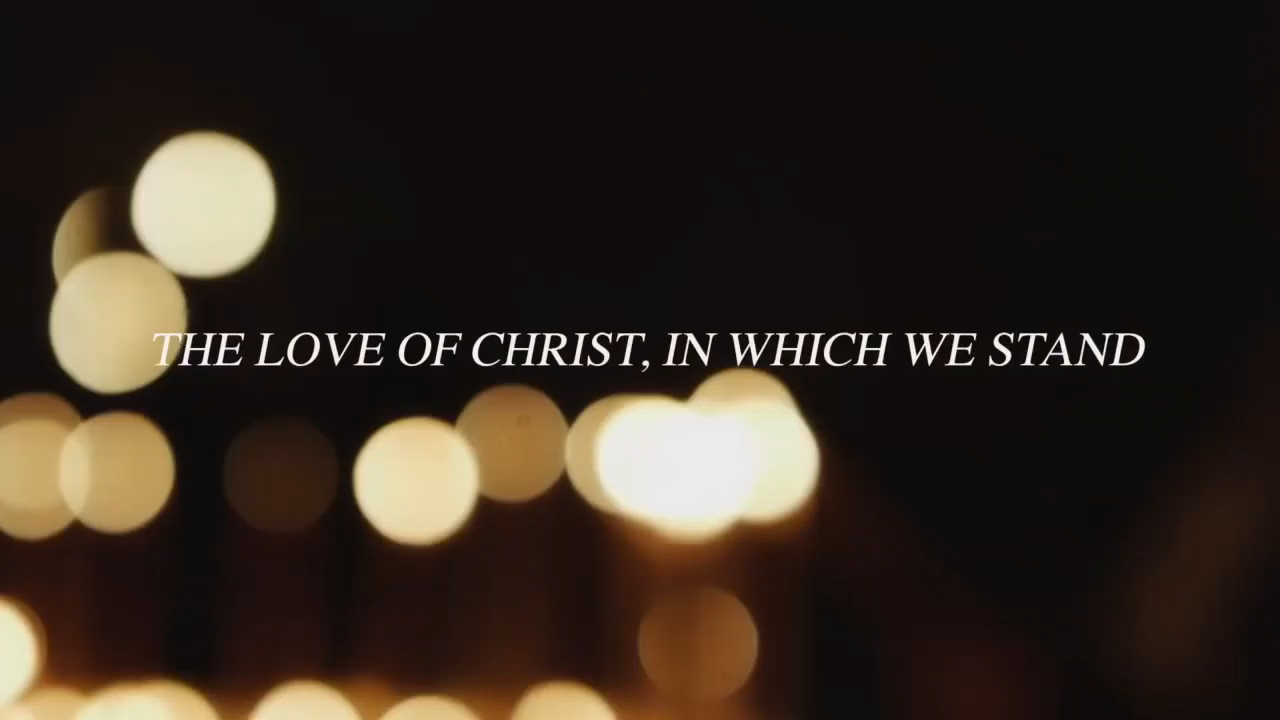 THE LOVE OF CHRIST, IN WHICH WE STAND